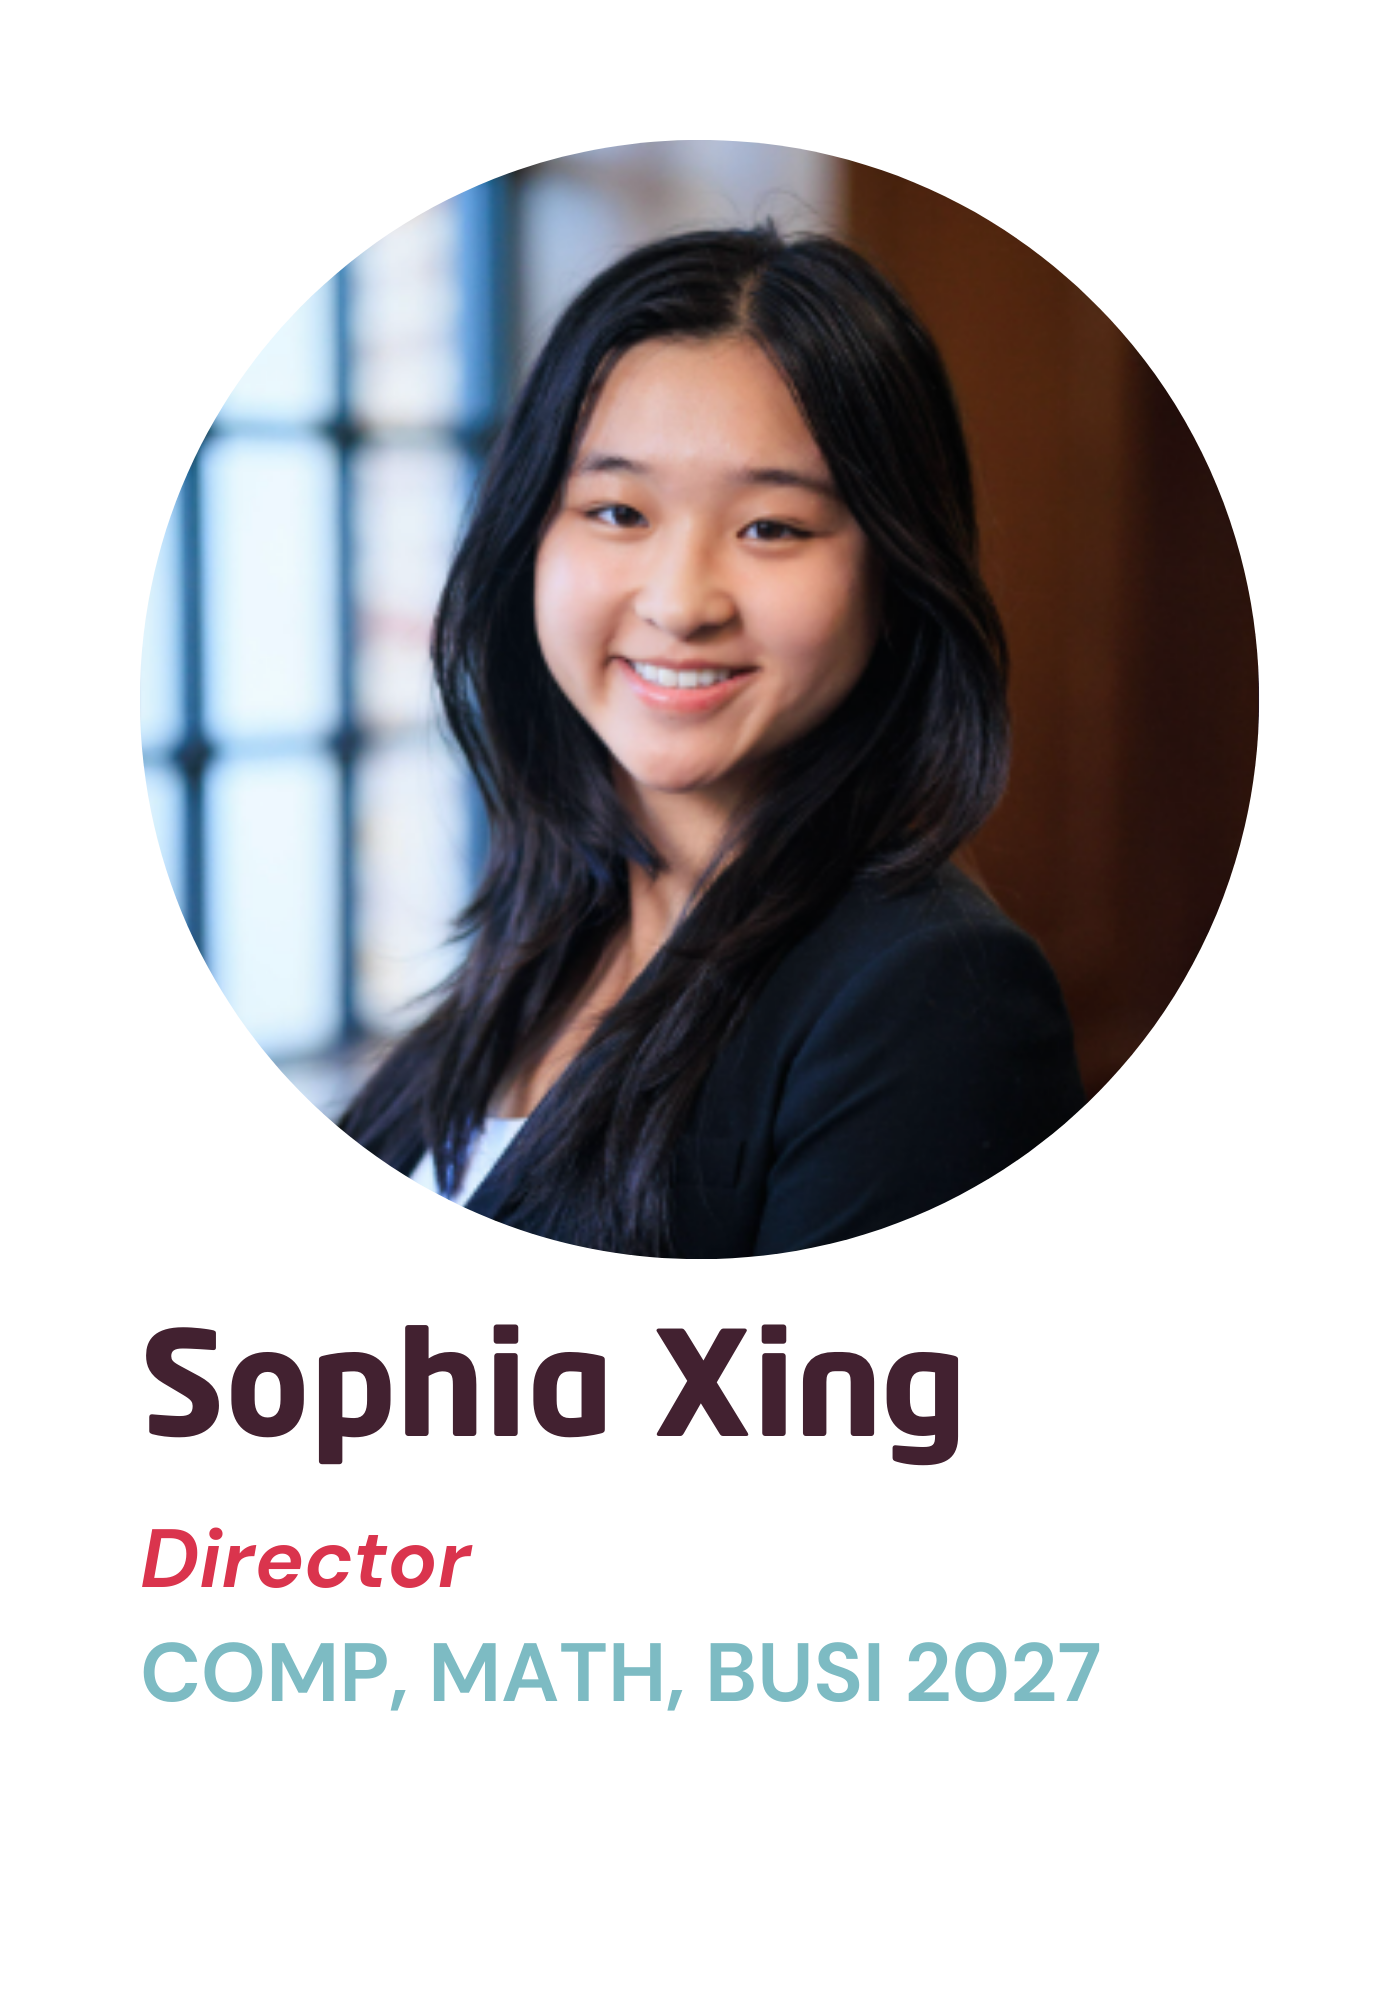 Sophia Xing
Director
COMP, MATH, BUSI 2027